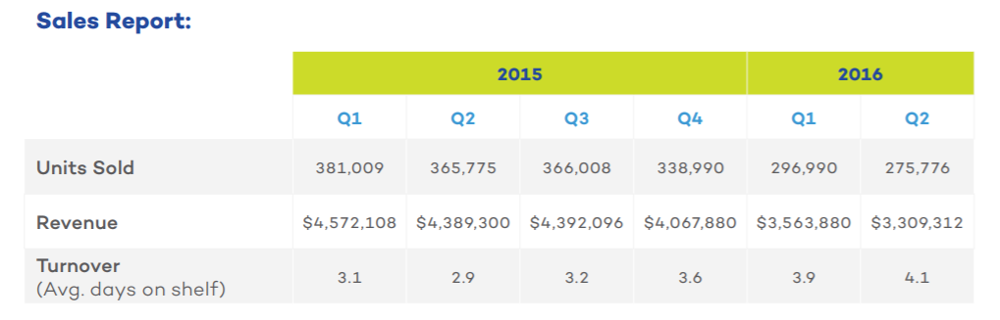 Sales Report:
2015 2016
Q1 Q2 Q3 Q4 Q1 Q2
Units Sold 381,009 365,775 366,008 338,990 296,990 275,776
Revenue $4,572,108 $4,389,300 $4,392,096 $4,067,880 $3,563,880 $3,309,312
Turnover
(Avg. days on shelf) 3.1 2.9 3.2 3.6 3.9 4.1